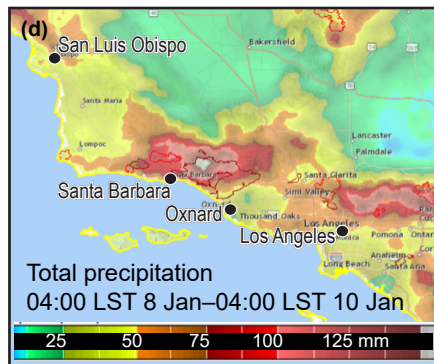 (d)
San Luis Obispo
Bakersfield
Santa Maria
Lompoc
Lancaster
Palmdale
Santa Barbara
Santa Clarita
Simi Valley
Oxnard
Thousand Oaks
Los Angeles
Los Angeles
Pomona
Long Beach
Anaheim
Santa Ana
Total precipitation
04:00 LST 8 Jan–04:00 LST 10 Jan
25 50 75 100 125 mm